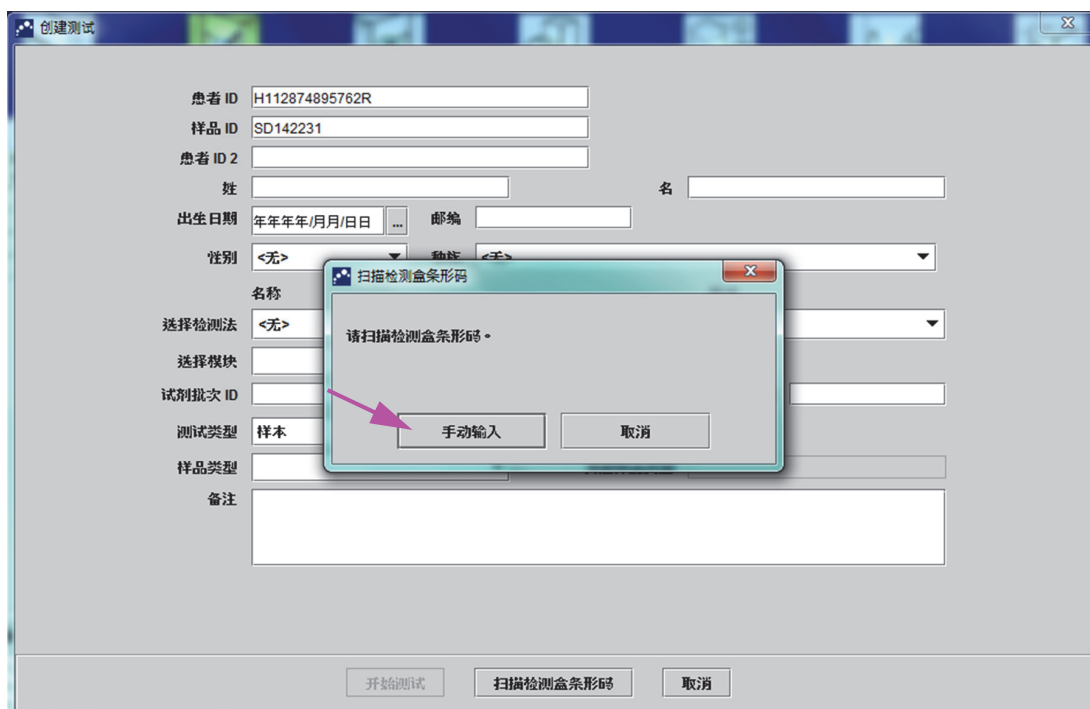 创建测试
患者 ID H112874895762R
样品 ID SD142231
患者 ID 2
姓 名
出生日期 年年年年/月月/日日 ... 邮编
性别 <无> 种族 <无>
名称
选择检测法 <无>
选择模块
试剂批次 ID
测试类型 样本
样品类型
备注
扫描检测盒条形码
请扫描检测盒条形码。
手动输入 取消
开始测试 扫描检测盒条形码 取消